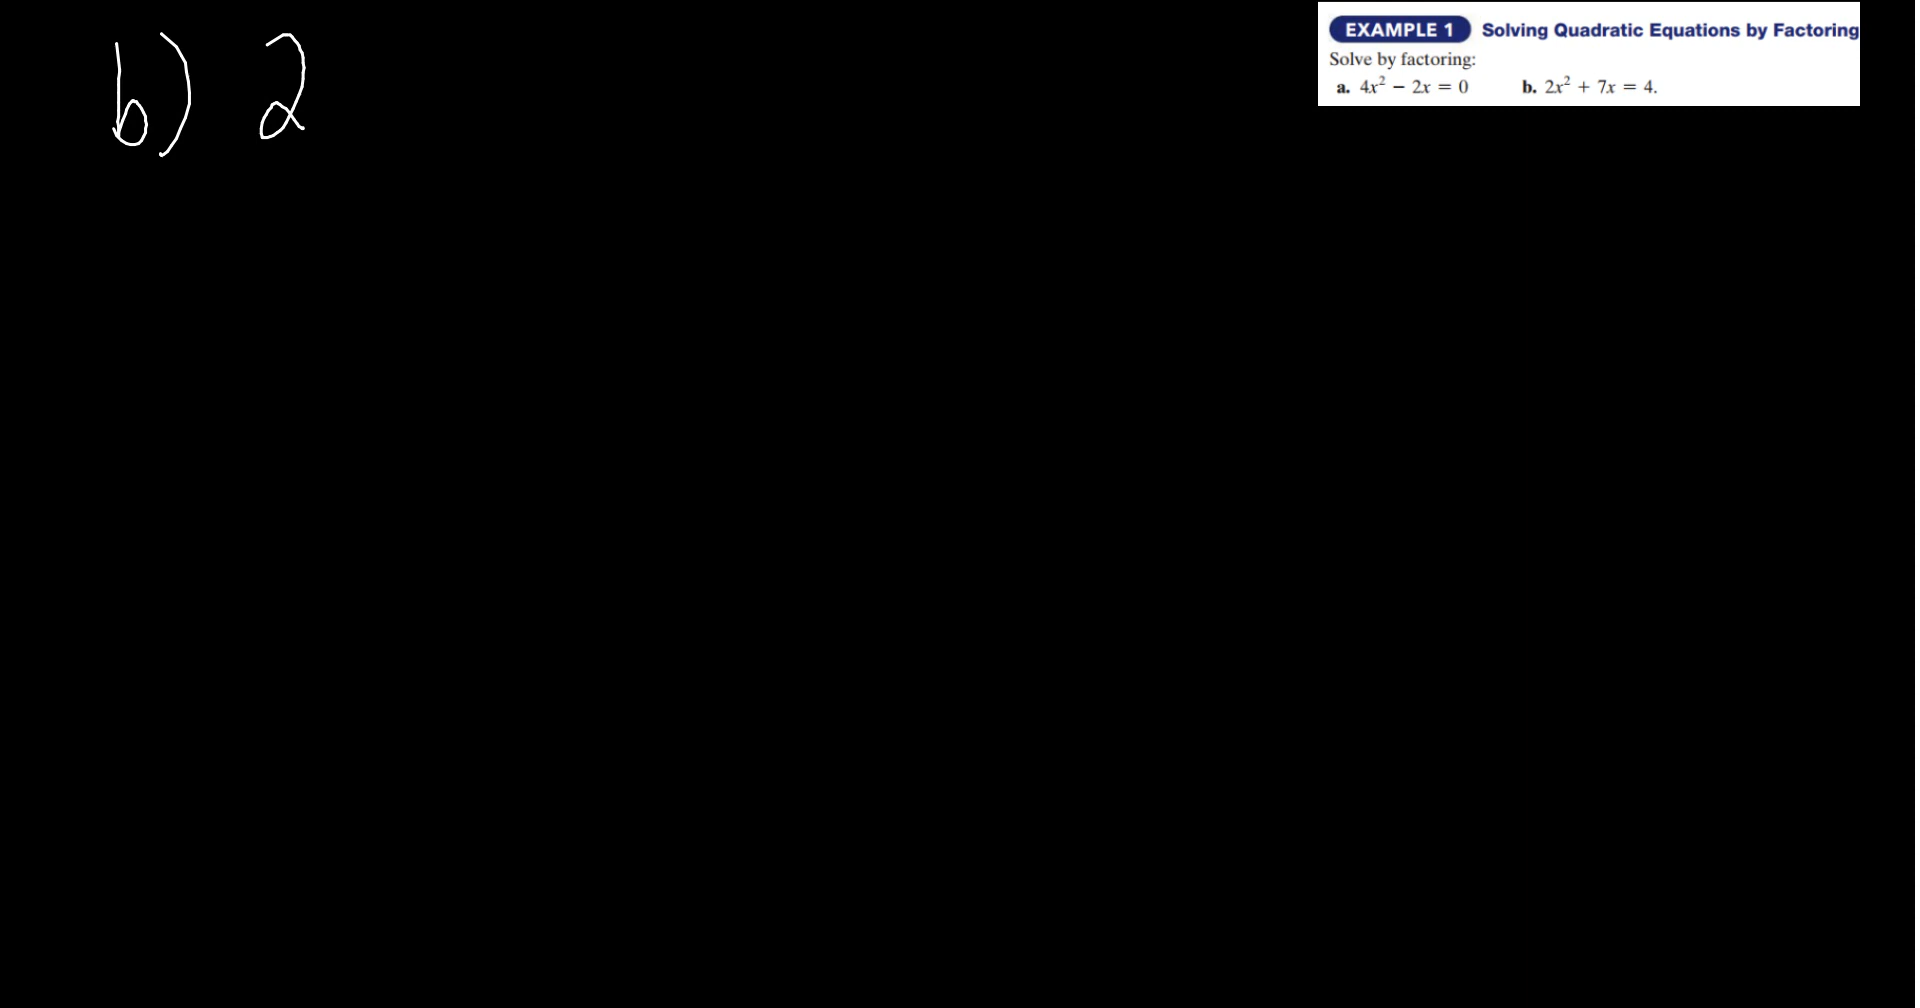 b) 2
EXAMPLE 1 Solving Quadratic Equations by Factoring
Solve by factoring:
a. 4x² − 2x = 0 b. 2x² + 7x = 4.